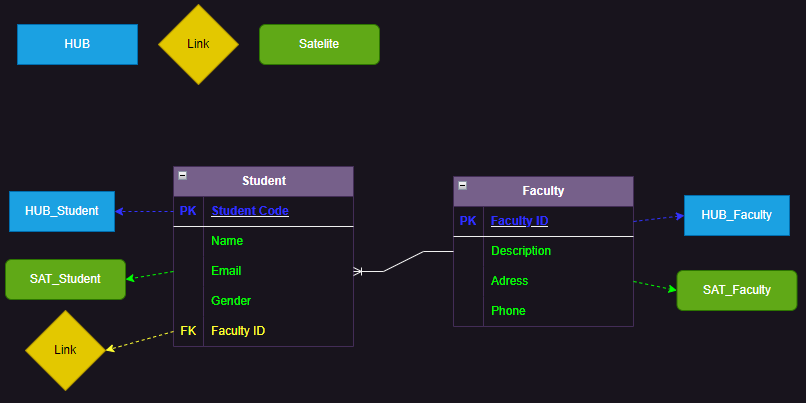 HUB
Link
Satelite
Student
PK Student Code
Name
Email
Gender
FK Faculty ID
Faculty
PK Faculty ID
Description
Adress
Phone
HUB_Student
SAT_Student
Link
HUB_Faculty
SAT_Faculty